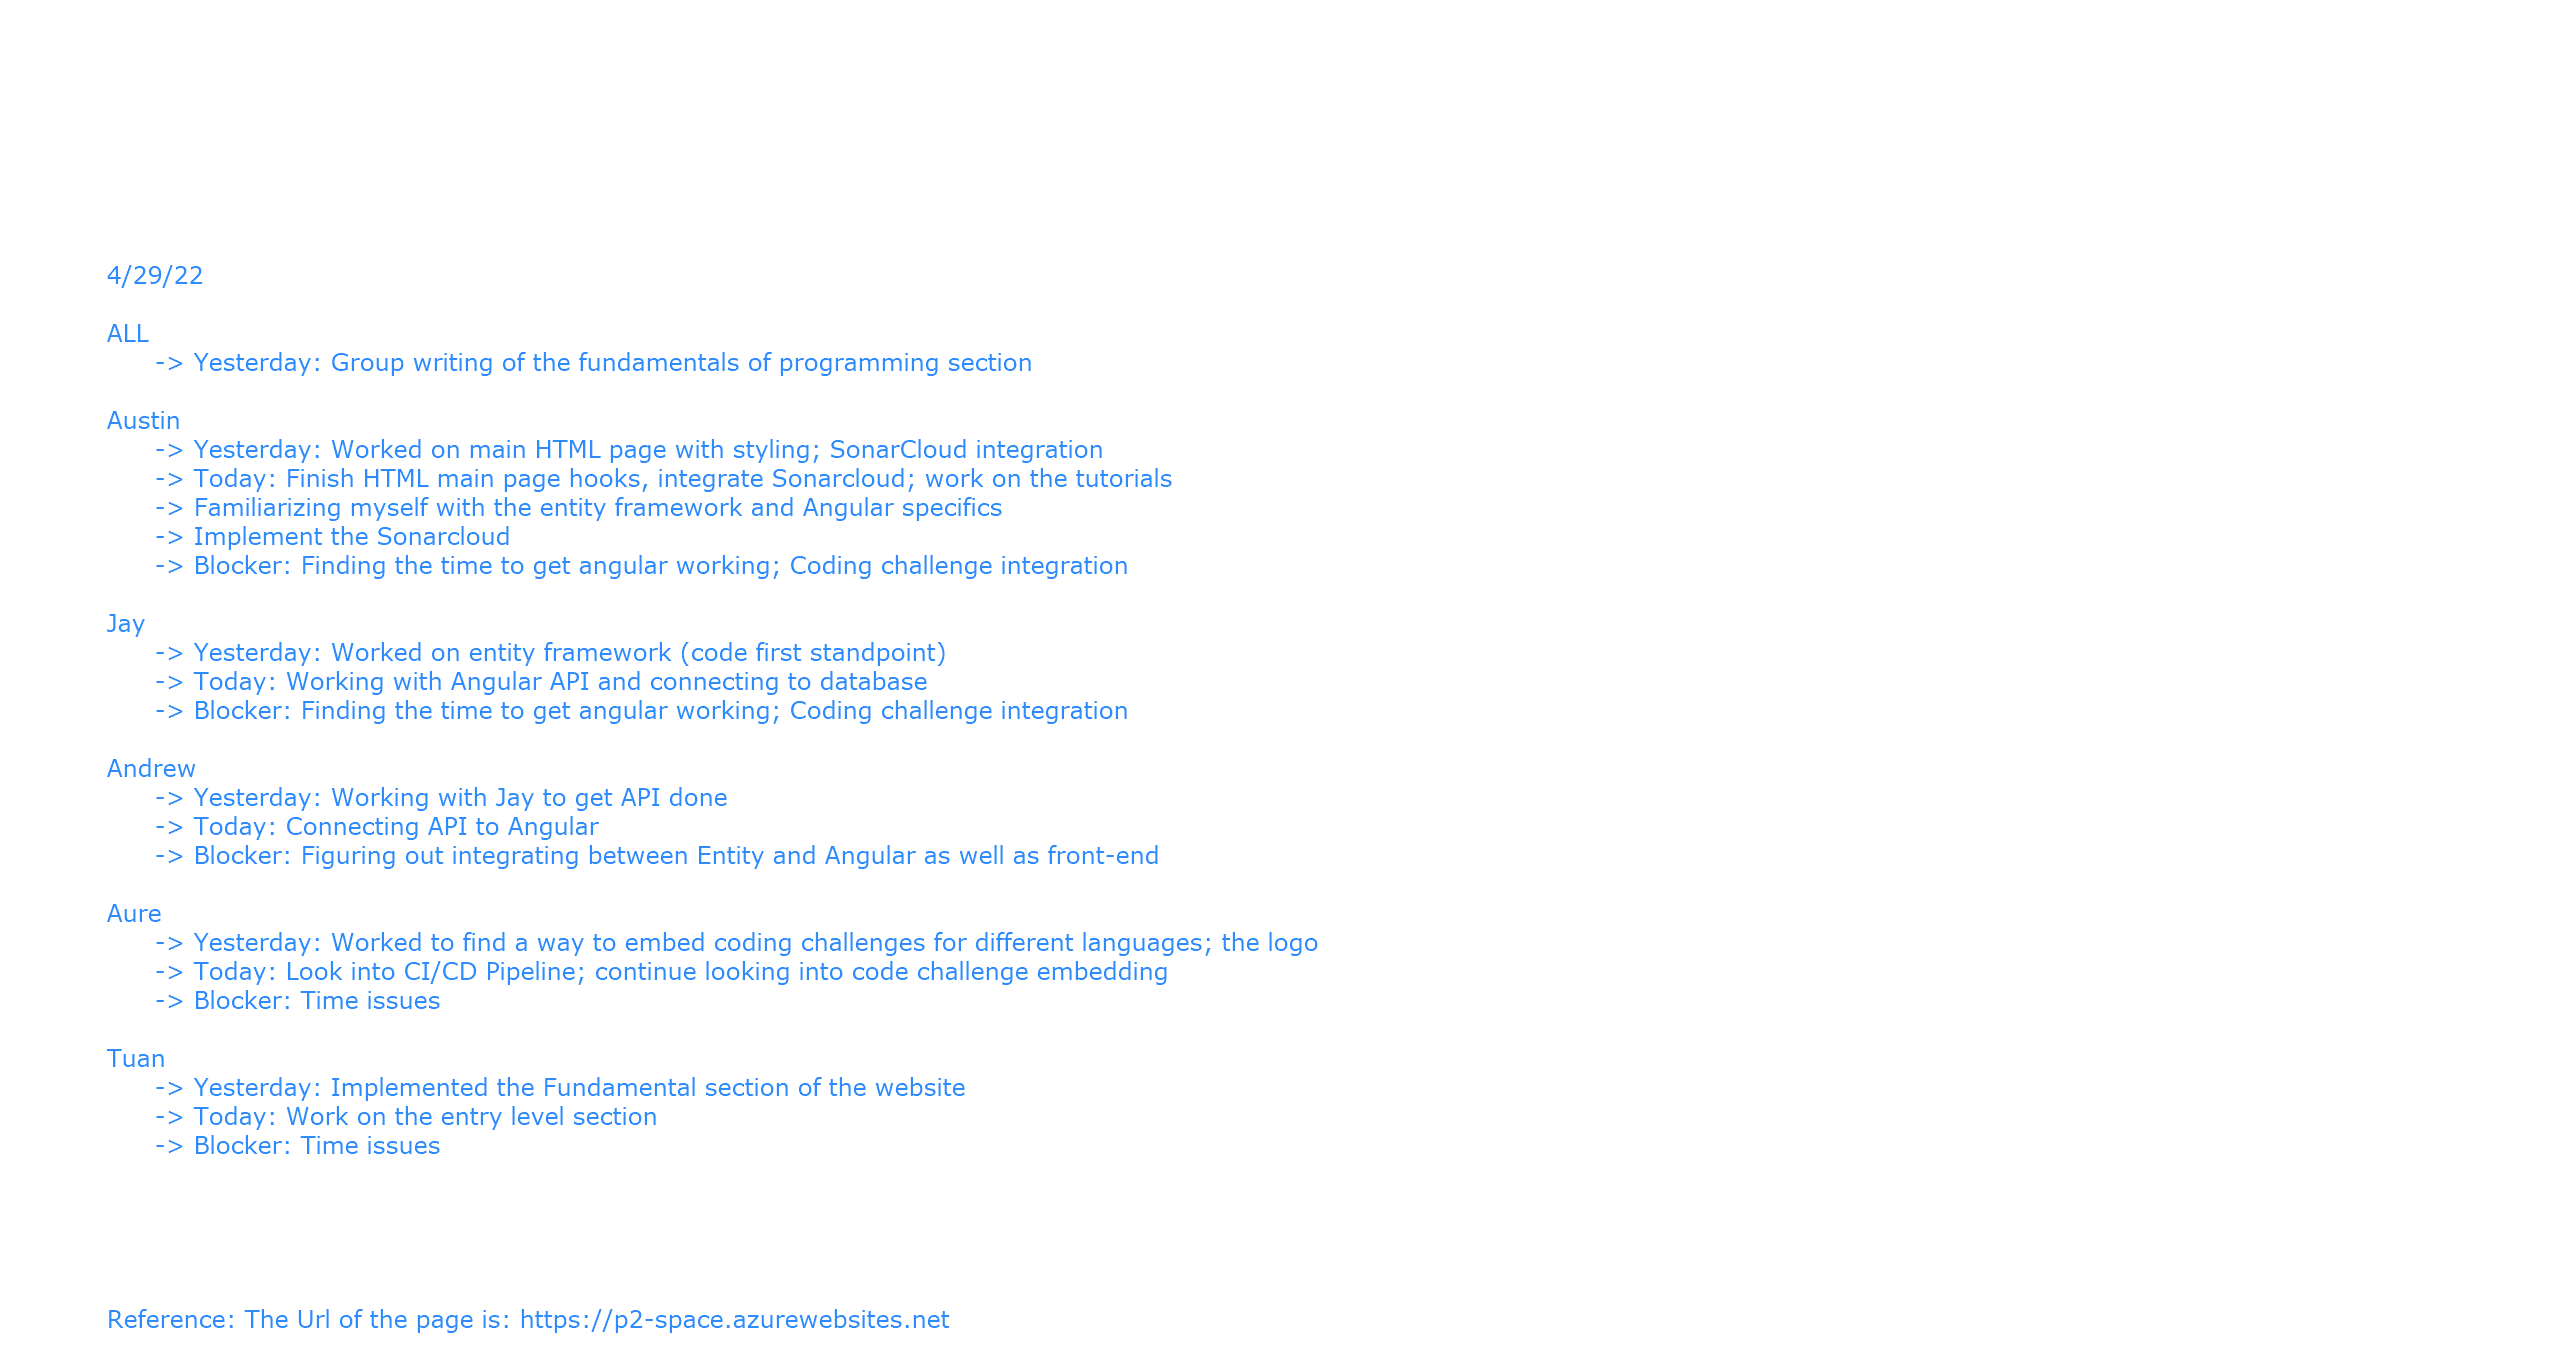 4/29/22
ALL
-> Yesterday: Group writing of the fundamentals of programming section
Austin
-> Yesterday: Worked on main HTML page with styling; SonarCloud integration
-> Today: Finish HTML main page hooks, integrate Sonarcloud; work on the tutorials
-> Familiarizing myself with the entity framework and Angular specifics
-> Implement the Sonarcloud
-> Blocker: Finding the time to get angular working; Coding challenge integration
Jay
-> Yesterday: Worked on entity framework (code first standpoint)
-> Today: Working with Angular API and connecting to database
-> Blocker: Finding the time to get angular working; Coding challenge integration
Andrew
-> Yesterday: Working with Jay to get API done
-> Today: Connecting API to Angular
-> Blocker: Figuring out integrating between Entity and Angular as well as front-end
Aure
-> Yesterday: Worked to find a way to embed coding challenges for different languages; the logo
-> Today: Look into CI/CD Pipeline; continue looking into code challenge embedding
-> Blocker: Time issues
Tuan
-> Yesterday: Implemented the Fundamental section of the website
-> Today: Work on the entry level section
-> Blocker: Time issues
Reference: The Url of the page is: https://p2-space.azurewebsites.net